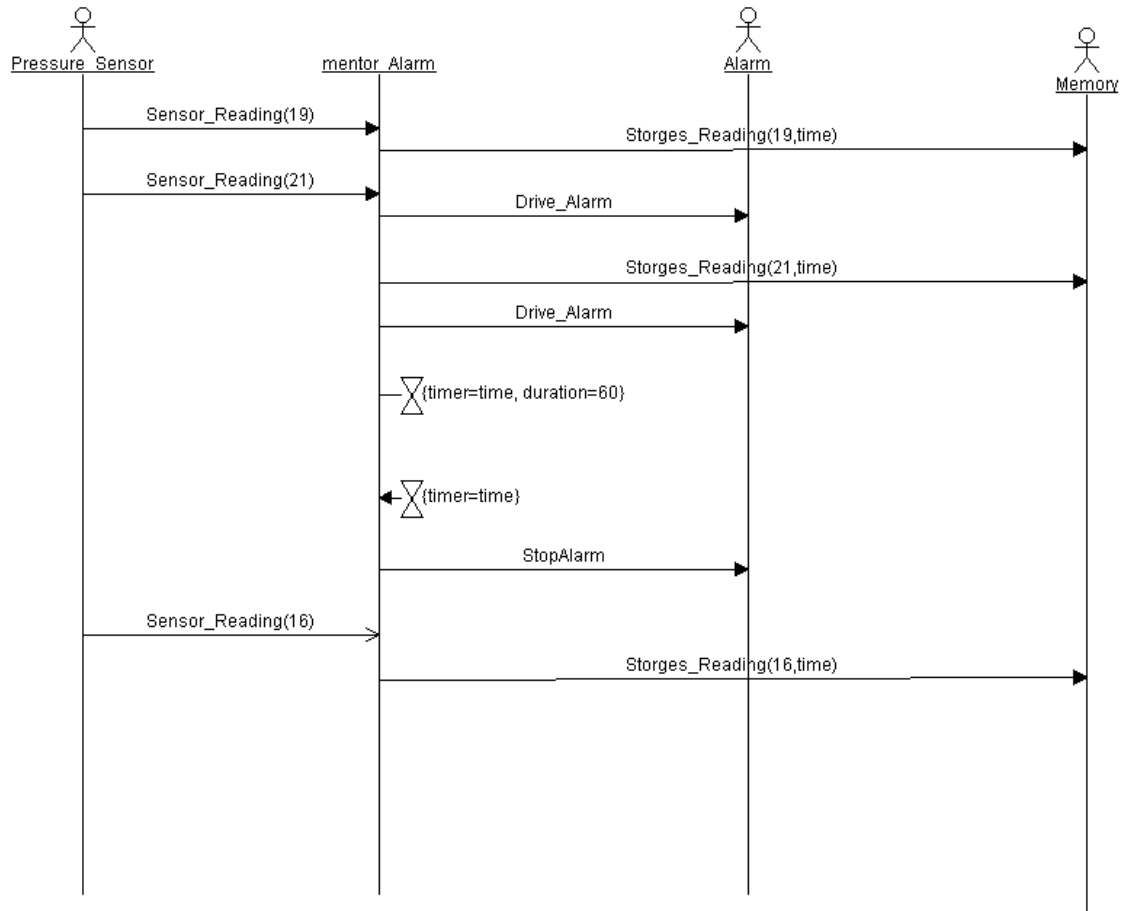 Pressure_Sensor
mentor_Alarm
Alarm
Memory
Sensor_Reading(19)
Storges_Reading(19,time)
Sensor_Reading(21)
Drive_Alarm
Storges_Reading(21,time)
Drive_Alarm
{timer=time, duration=60}
{timer=time}
StopAlarm
Sensor_Reading(16)
Storges_Reading(16,time)